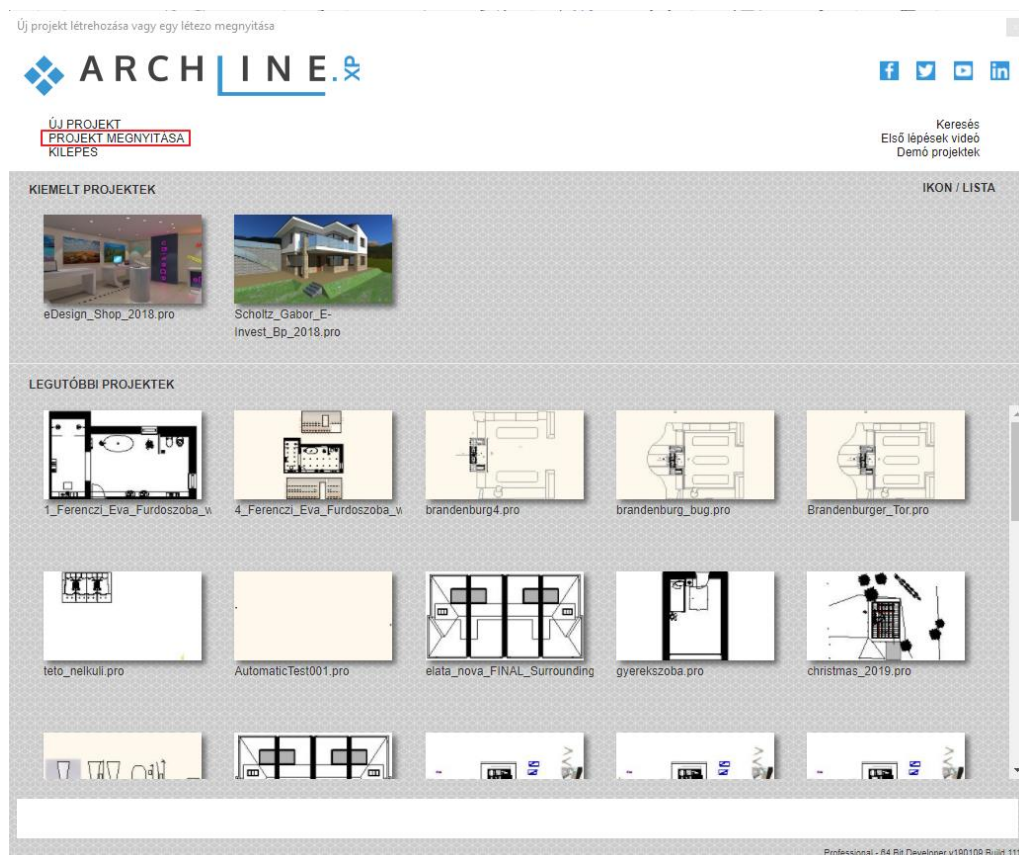 Új projekt létrehozása vagy egy létezo megnyitása
ARCHLINE.XP
ÚJ PROJEKT
PROJEKT MEGNYITÁSA
KILÉPÉS
Keresés
Első lépések videó
Demó projektek
KIEMELT PROJEKTEK
IKON / LISTA
eDesign_Shop_2018.pro
Scholtz_Gabor_E-
Invest_Bp_2018.pro
LEGUTÓBBI PROJEKTEK
1_Ferenczi_Eva_Furdoszoba_w
4_Ferenczi_Eva_Furdoszoba_w
brandenburg4.pro
brandenburg_bug.pro
Brandenburger_Tor.pro
teto_nelkuli.pro
AutomaticTest001.pro
elata_nova_FINAL_Surrounding
gyerekszoba.pro
christmas_2019.pro
Professional - 64 Bit Developer v190109 Build 111